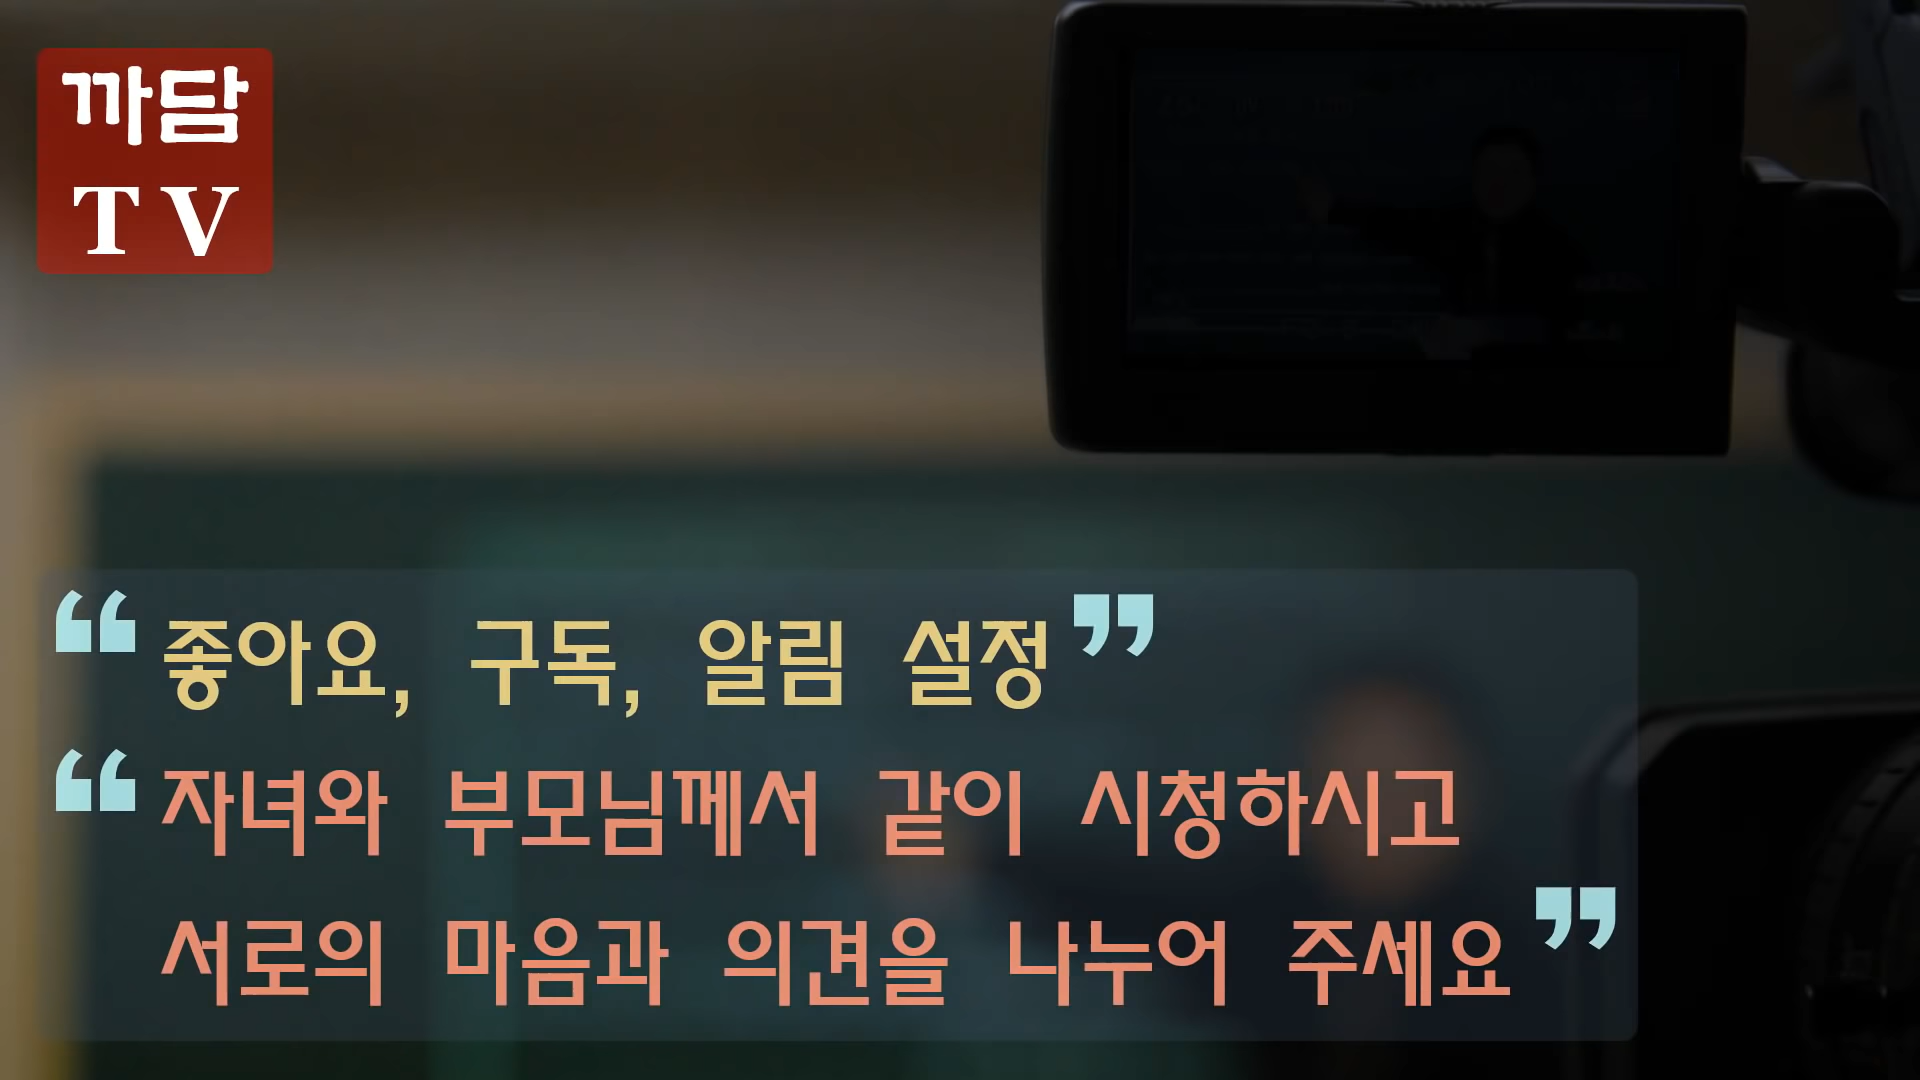 까담
TV
“좋아요, 구독, 알림 설정”
“자녀와 부모님께서 같이 시청하시고
서로의 마음과 의견을 나누어 주세요”